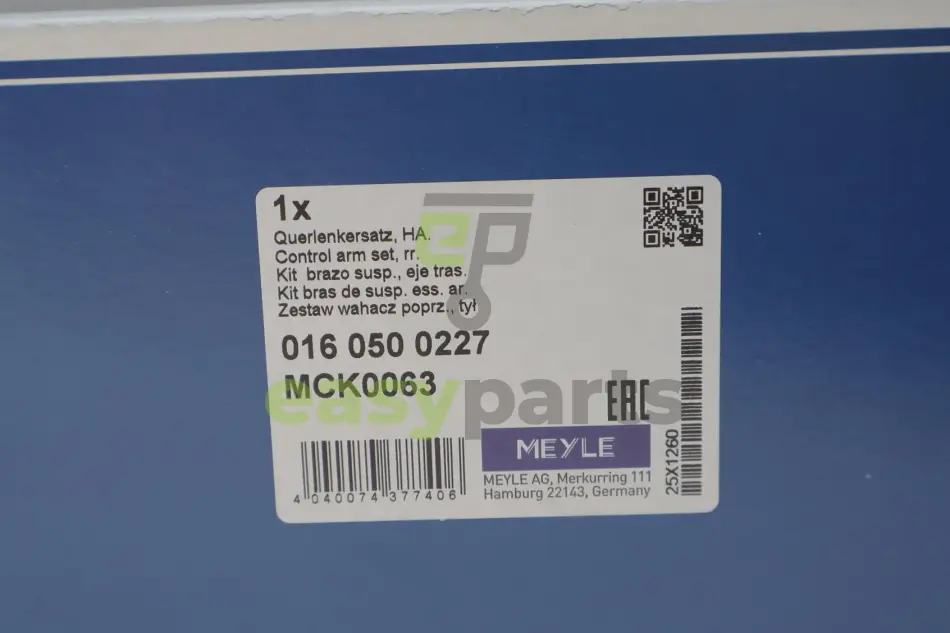 1x
Querlenkersatz, HA.
Control arm set, rr.
Kit brazo susp., eje tras.
Kit bras de susp. ess. ar.
Zestaw wahacz poprz., tył
016 050 0227
MCK0063
easyparts
EAC
MEYLE
MEYLE AG, Merkurring 111
Hamburg 22143, Germany
4 040074 377406
25X1260